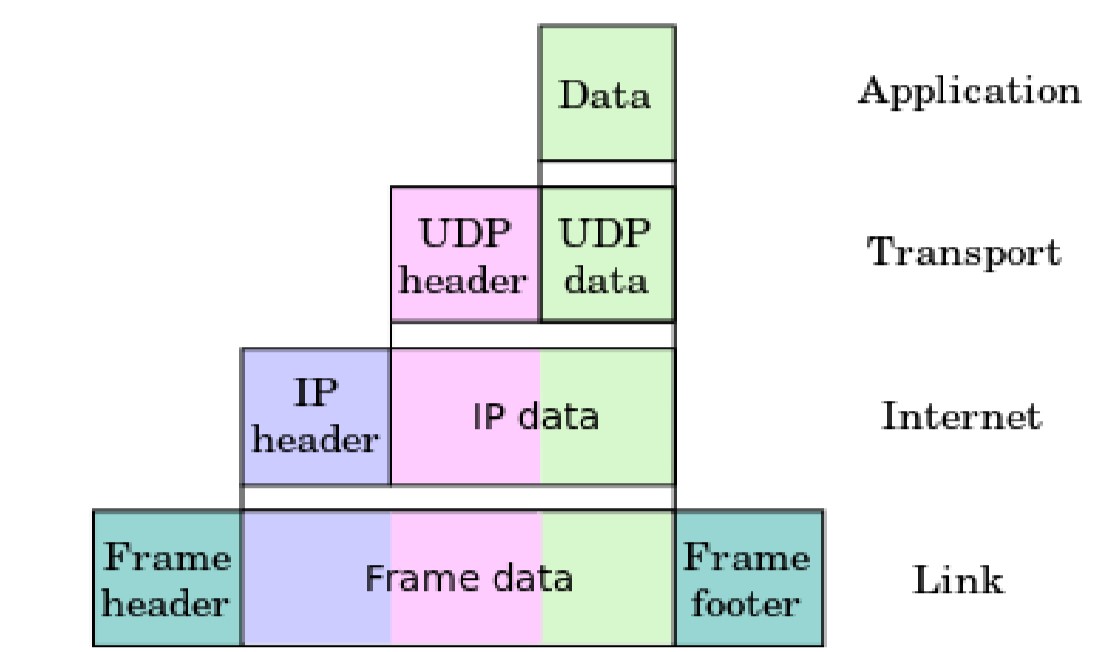 Data
Application
UDP
header
UDP
data
Transport
IP
header
IP data
Internet
Frame
header
Frame data
Frame
footer
Link